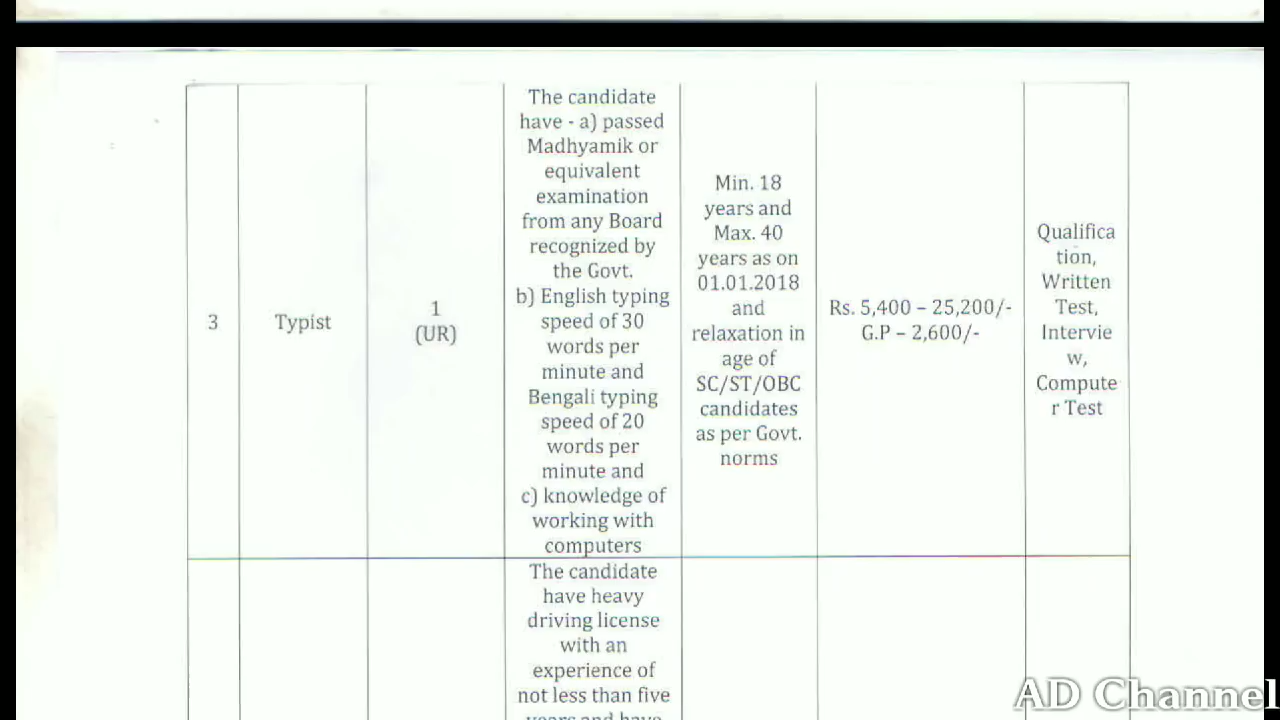 3
Typist
1
(UR)
The candidate
have - a) passed
Madhyamik or
equivalent
examination
from any Board
recognized by
the Govt.
b) English typing
speed of 30
words per
minute and
Bengali typing
speed of 20
words per
minute and
c) knowledge of
working with
computers
Min. 18
years and
Max. 40
years as on
01.01.2018
and
relaxation in
age of
SC/ST/OBC
candidates
as per Govt.
norms
Rs. 5,400 – 25,200/-
G.P – 2,600/-
Qualifica
tion,
Written
Test,
Intervie
w,
Compute
r Test
The candidate
have heavy
driving license
with an
experience of
not less than five
years and have
AD Channel